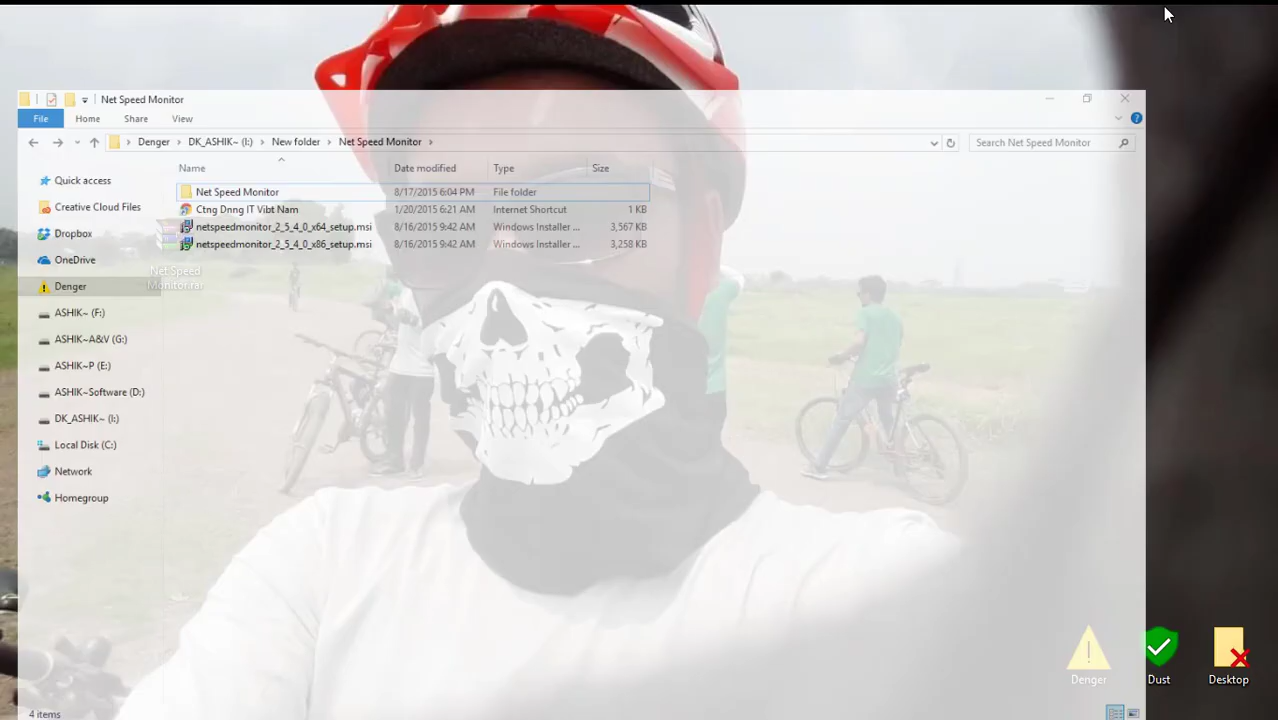 Net Speed Monitor
File Home Share View
Denger DK_ASHIK~ (I:) New folder Net Speed Monitor Search Net Speed Monitor
Name Date modified Type Size
Quick access
Creative Cloud Files
Dropbox
OneDrive
Denger
ASHIK~ (F:)
ASHIK~A&V (G:)
ASHIK~P (E:)
ASHIK~Software (D:)
DK_ASHIK~ (I:)
Local Disk (C:)
Network
Homegroup
Net Speed Monitor 8/17/2015 6:04 PM File folder
Ctng Dnng IT Vibt Nam 1/20/2015 6:21 AM Internet Shortcut 1 KB
netspeedmonitor_2_5_4_0_x64_setup.msi 8/16/2015 9:42 AM Windows Installer ... 3,567 KB
netspeedmonitor_2_5_4_0_x86_setup.msi 8/16/2015 9:42 AM Windows Installer ... 3,258 KB
Net Speed
Monitor.rar
4 items
Denger
Dust
Desktop